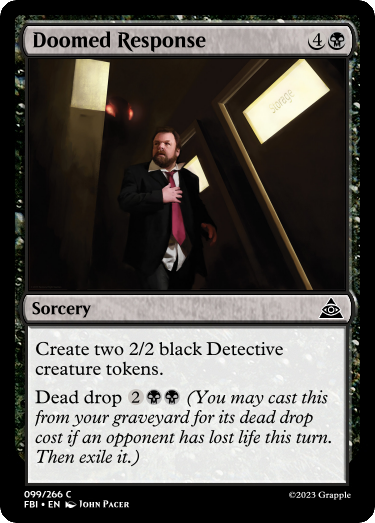 Doomed Response 4
Storage
Sorcery
Create two 2/2 black Detective
creature tokens.
Dead drop 2 (You may cast this
from your graveyard for its dead drop
cost if an opponent has lost life this turn.
Then exile it.)
099/266 C
FBI • EN John Pacer
©2023 Grapple